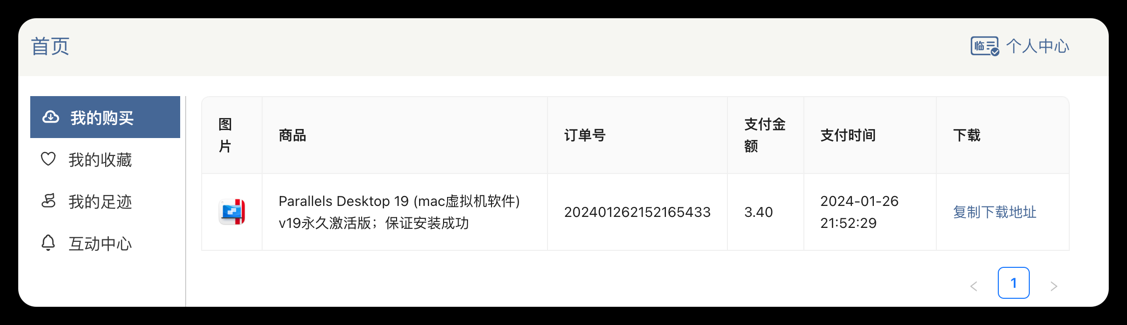 首页
个人中心
我的购买
我的收藏
我的足迹
互动中心
图
片
商品
订单号
支付金
额
支付时间
下载
Parallels Desktop 19 (mac虚拟机软件)
v19永久激活版；保证安装成功
202401262152165433
3.40
2024-01-26
21:52:29
复制下载地址
1